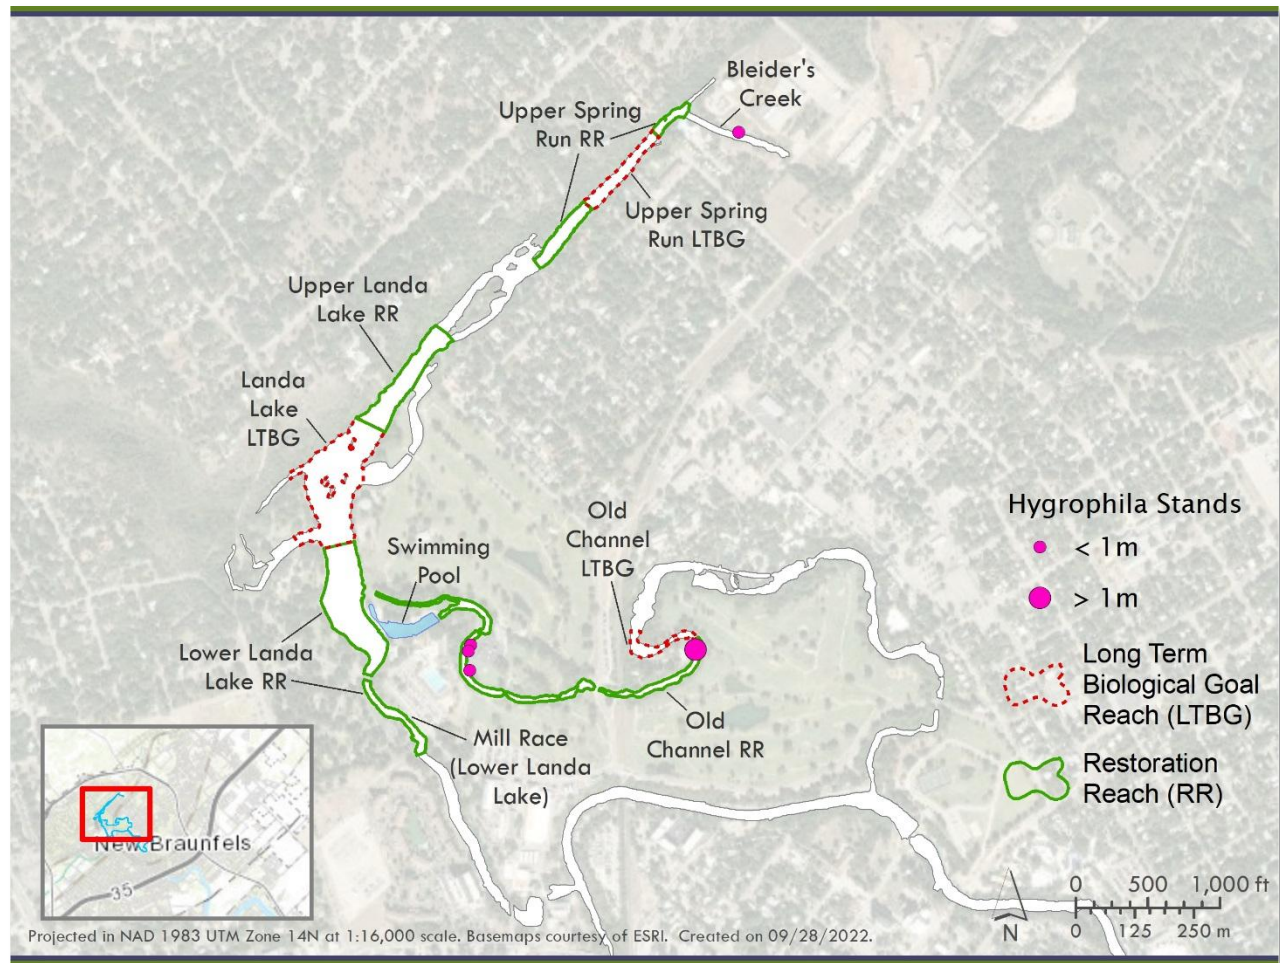 Bleider's
Creek
Upper Spring
Run RR
Upper Spring
Run LTBG
Upper Landa
Lake RR
Landa
Lake
LTBG
Swimming
Pool
Old
Channel
LTBG
Lower Landa
Lake RR
Mill Race
(Lower Landa
Lake)
Old
Channel RR
Hygrophila Stands
< 1m
> 1m
Long Term
Biological Goal
Reach (LTBG)
Restoration
Reach (RR)
New Braunfels
35
0 500 1,000 ft
0 125 250 m
N
Projected in NAD 1983 UTM Zone 14N at 1:16,000 scale. Basemaps courtesy of ESRI. Created on 09/28/2022.